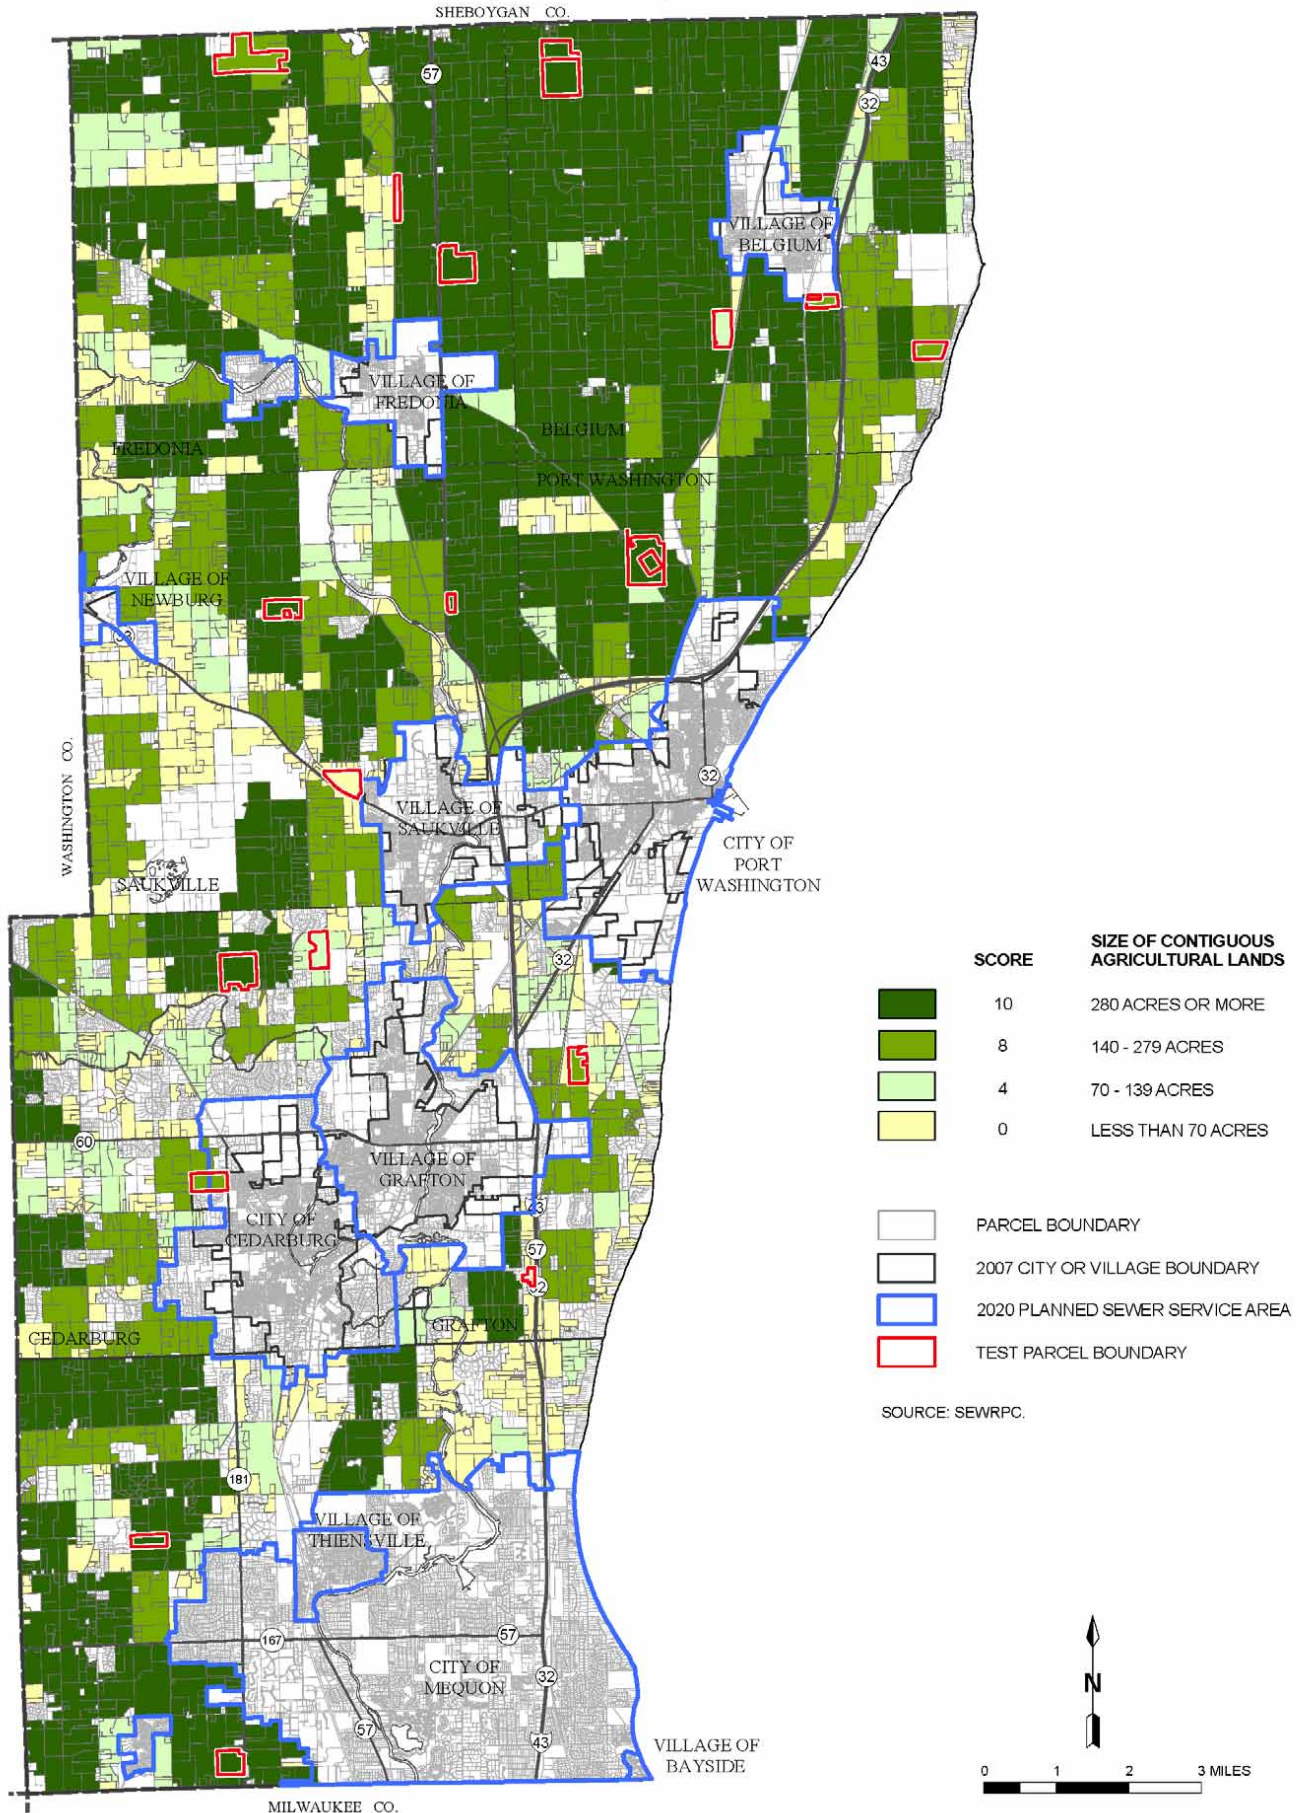 SHEBOYGAN CO.
57
43
32
VILLAGE OF
BELGIUM
VILLAGE OF
FREDONIA
BELGIUM
FREDONIA
PORT WASHINGTON
VILLAGE OF
NEWBURG
33
WASHINGTON CO.
32
VILLAGE OF
SAUKVILLE
CITY OF
PORT
WASHINGTON
SAUKVILLE
32
SCORE
SIZE OF CONTIGUOUS
AGRICULTURAL LANDS
10 280 ACRES OR MORE
8 140 - 279 ACRES
4 70 - 139 ACRES
0 LESS THAN 70 ACRES
60
VILLAGE OF
GRAFTON
43
CITY OF
CEDARBURG
57
32
PARCEL BOUNDARY
2007 CITY OR VILLAGE BOUNDARY
2020 PLANNED SEWER SERVICE AREA
TEST PARCEL BOUNDARY
GRAFTON
CEDARBURG
SOURCE: SEWRPC.
181
VILLAGE OF
THIENSVILLE
167
57
CITY OF
MEQUON
32
57
43
VILLAGE OF
BAYSIDE
N
0 1 2 3 MILES
MILWAUKEE CO.